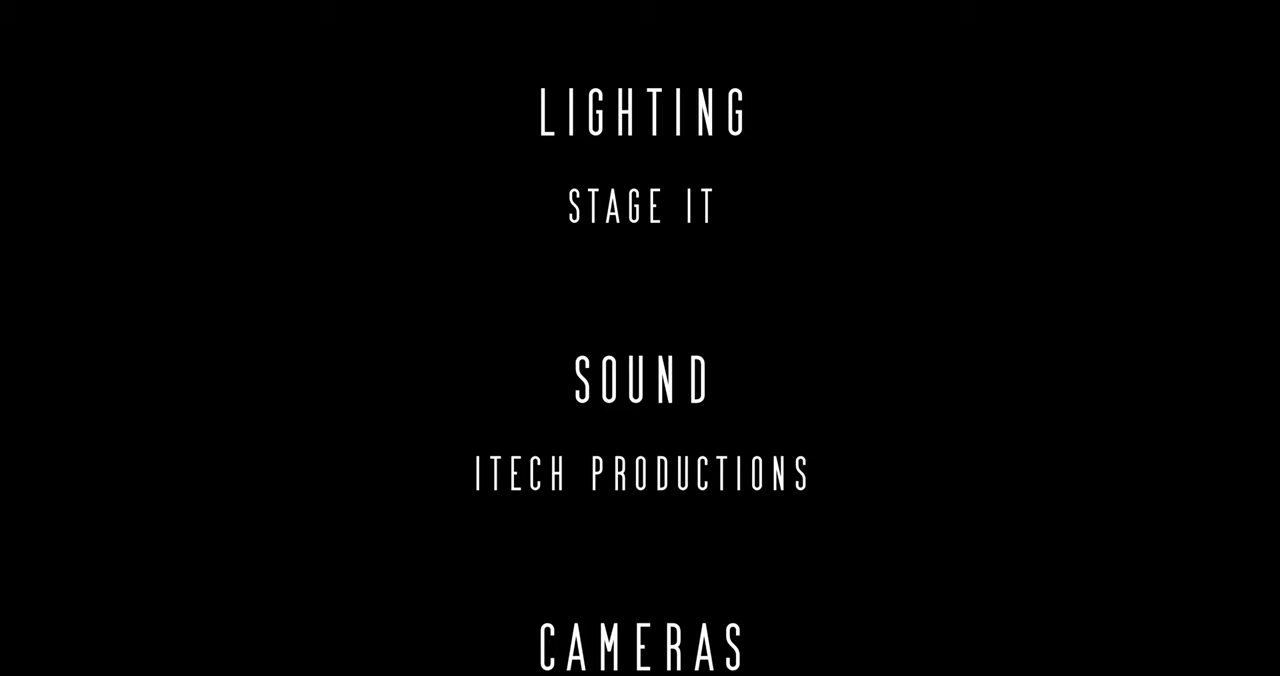 LIGHTING
STAGE IT
SOUND
ITECH PRODUCTIONS
CAMERAS